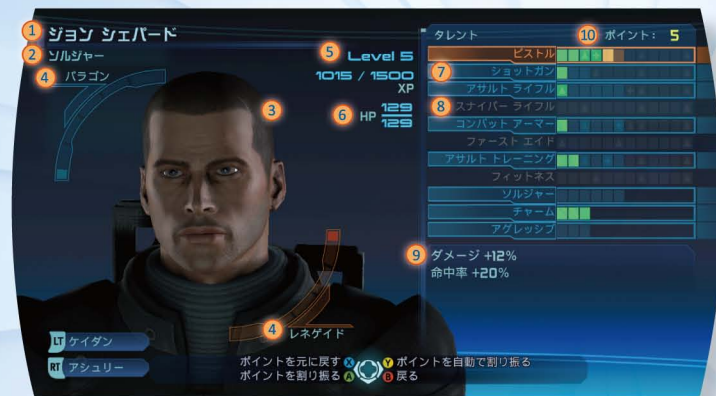 1 ジョン シェパード
2 ソルジャー
4 パラゴン
5 Level 5
1015 / 1500
XP
6 HP 129
129
3
4 レネゲイド
LT ケイダン
RT アシュリー
タレント
10 ポイント: 5
ピストル
7 ショットガン
アサルト ライフル
8 スナイパー ライフル
コンバット アーマー
ファースト エイド
アサルト トレーニング
フィットネス
ソルジャー
チャーム
アグレッシブ
9 ダメージ +12%
命中率 +20%
ポイントを元に戻す X Y ポイントを自動で割り振る
ポイントを割り振る A B 戻る